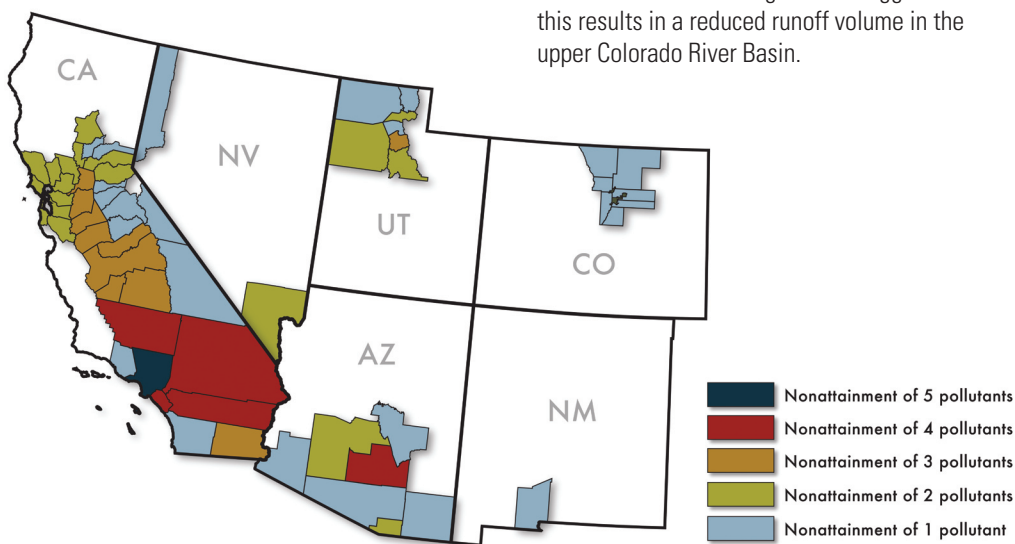 this results in a reduced runoff volume in the
upper Colorado River Basin.
CA
NV
UT
CO
AZ
NM
Nonattainment of 5 pollutants
Nonattainment of 4 pollutants
Nonattainment of 3 pollutants
Nonattainment of 2 pollutants
Nonattainment of 1 pollutant